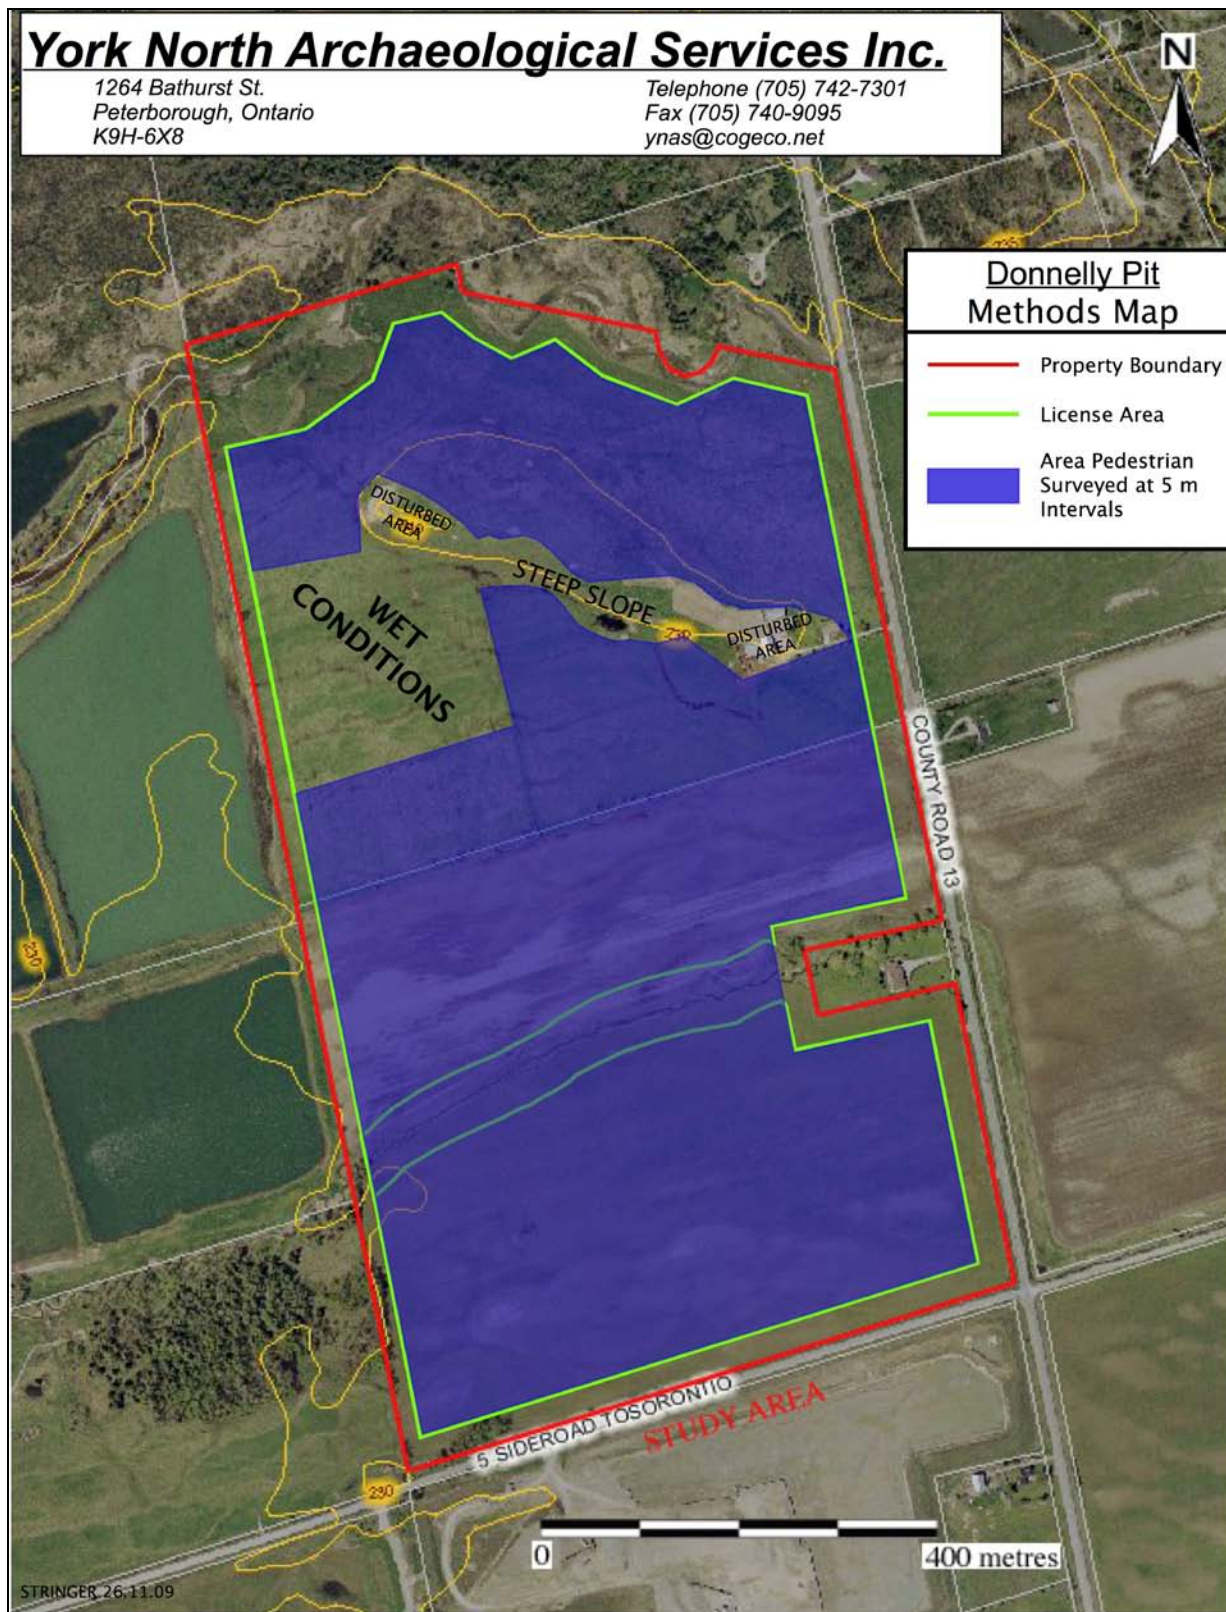 York North Archaeological Services Inc.
1264 Bathurst St.
Peterborough, Ontario
K9H-6X8
Telephone (705) 742-7301
Fax (705) 740-9095
ynas@cogeco.net
N
Donnelly Pit
Methods Map
Property Boundary
License Area
Area Pedestrian
Surveyed at 5 m
Intervals
235
DISTURBED
AREA
STEEP SLOPE
WET
CONDITIONS
230
DISTURBED
AREA
COUNTY ROAD 13
230
5 SIDEROAD TOSORONTIO
STUDY AREA
230
0
400 metres
STRINGER 26.11.09